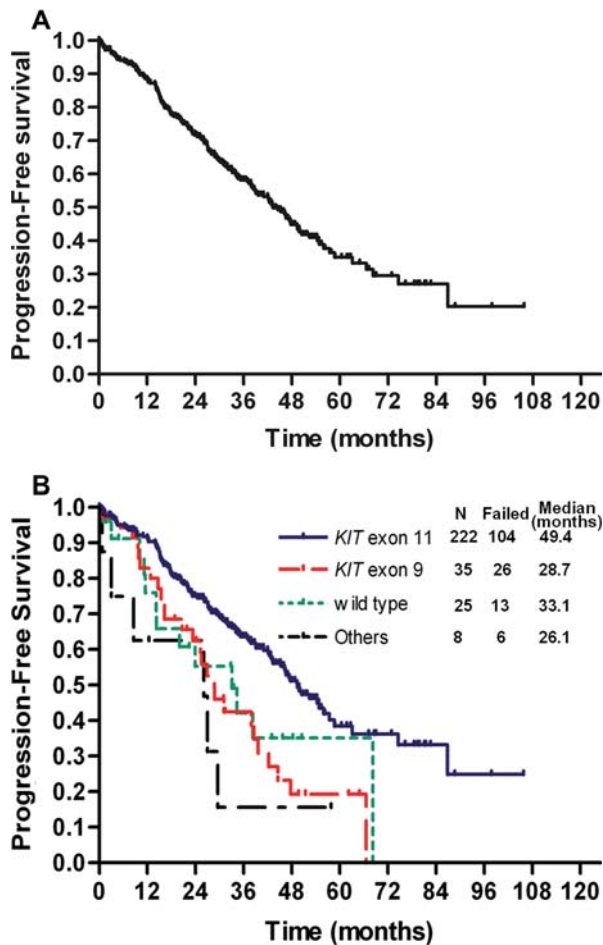 A
Progression-Free survival
1.0
0.9
0.8
0.7
0.6
0.5
0.4
0.3
0.2
0.1
0.0
0 12 24 36 48 60 72 84 96 108 120
Time (months)
B
Progression-Free Survival
1.0
0.9
0.8
0.7
0.6
0.5
0.4
0.3
0.2
0.1
0.0
N Failed Median (months)
KIT exon 11 222 104 49.4
KIT exon 9 35 26 28.7
wild type 25 13 33.1
Others 8 6 26.1
0 12 24 36 48 60 72 84 96 108 120
Time (months)